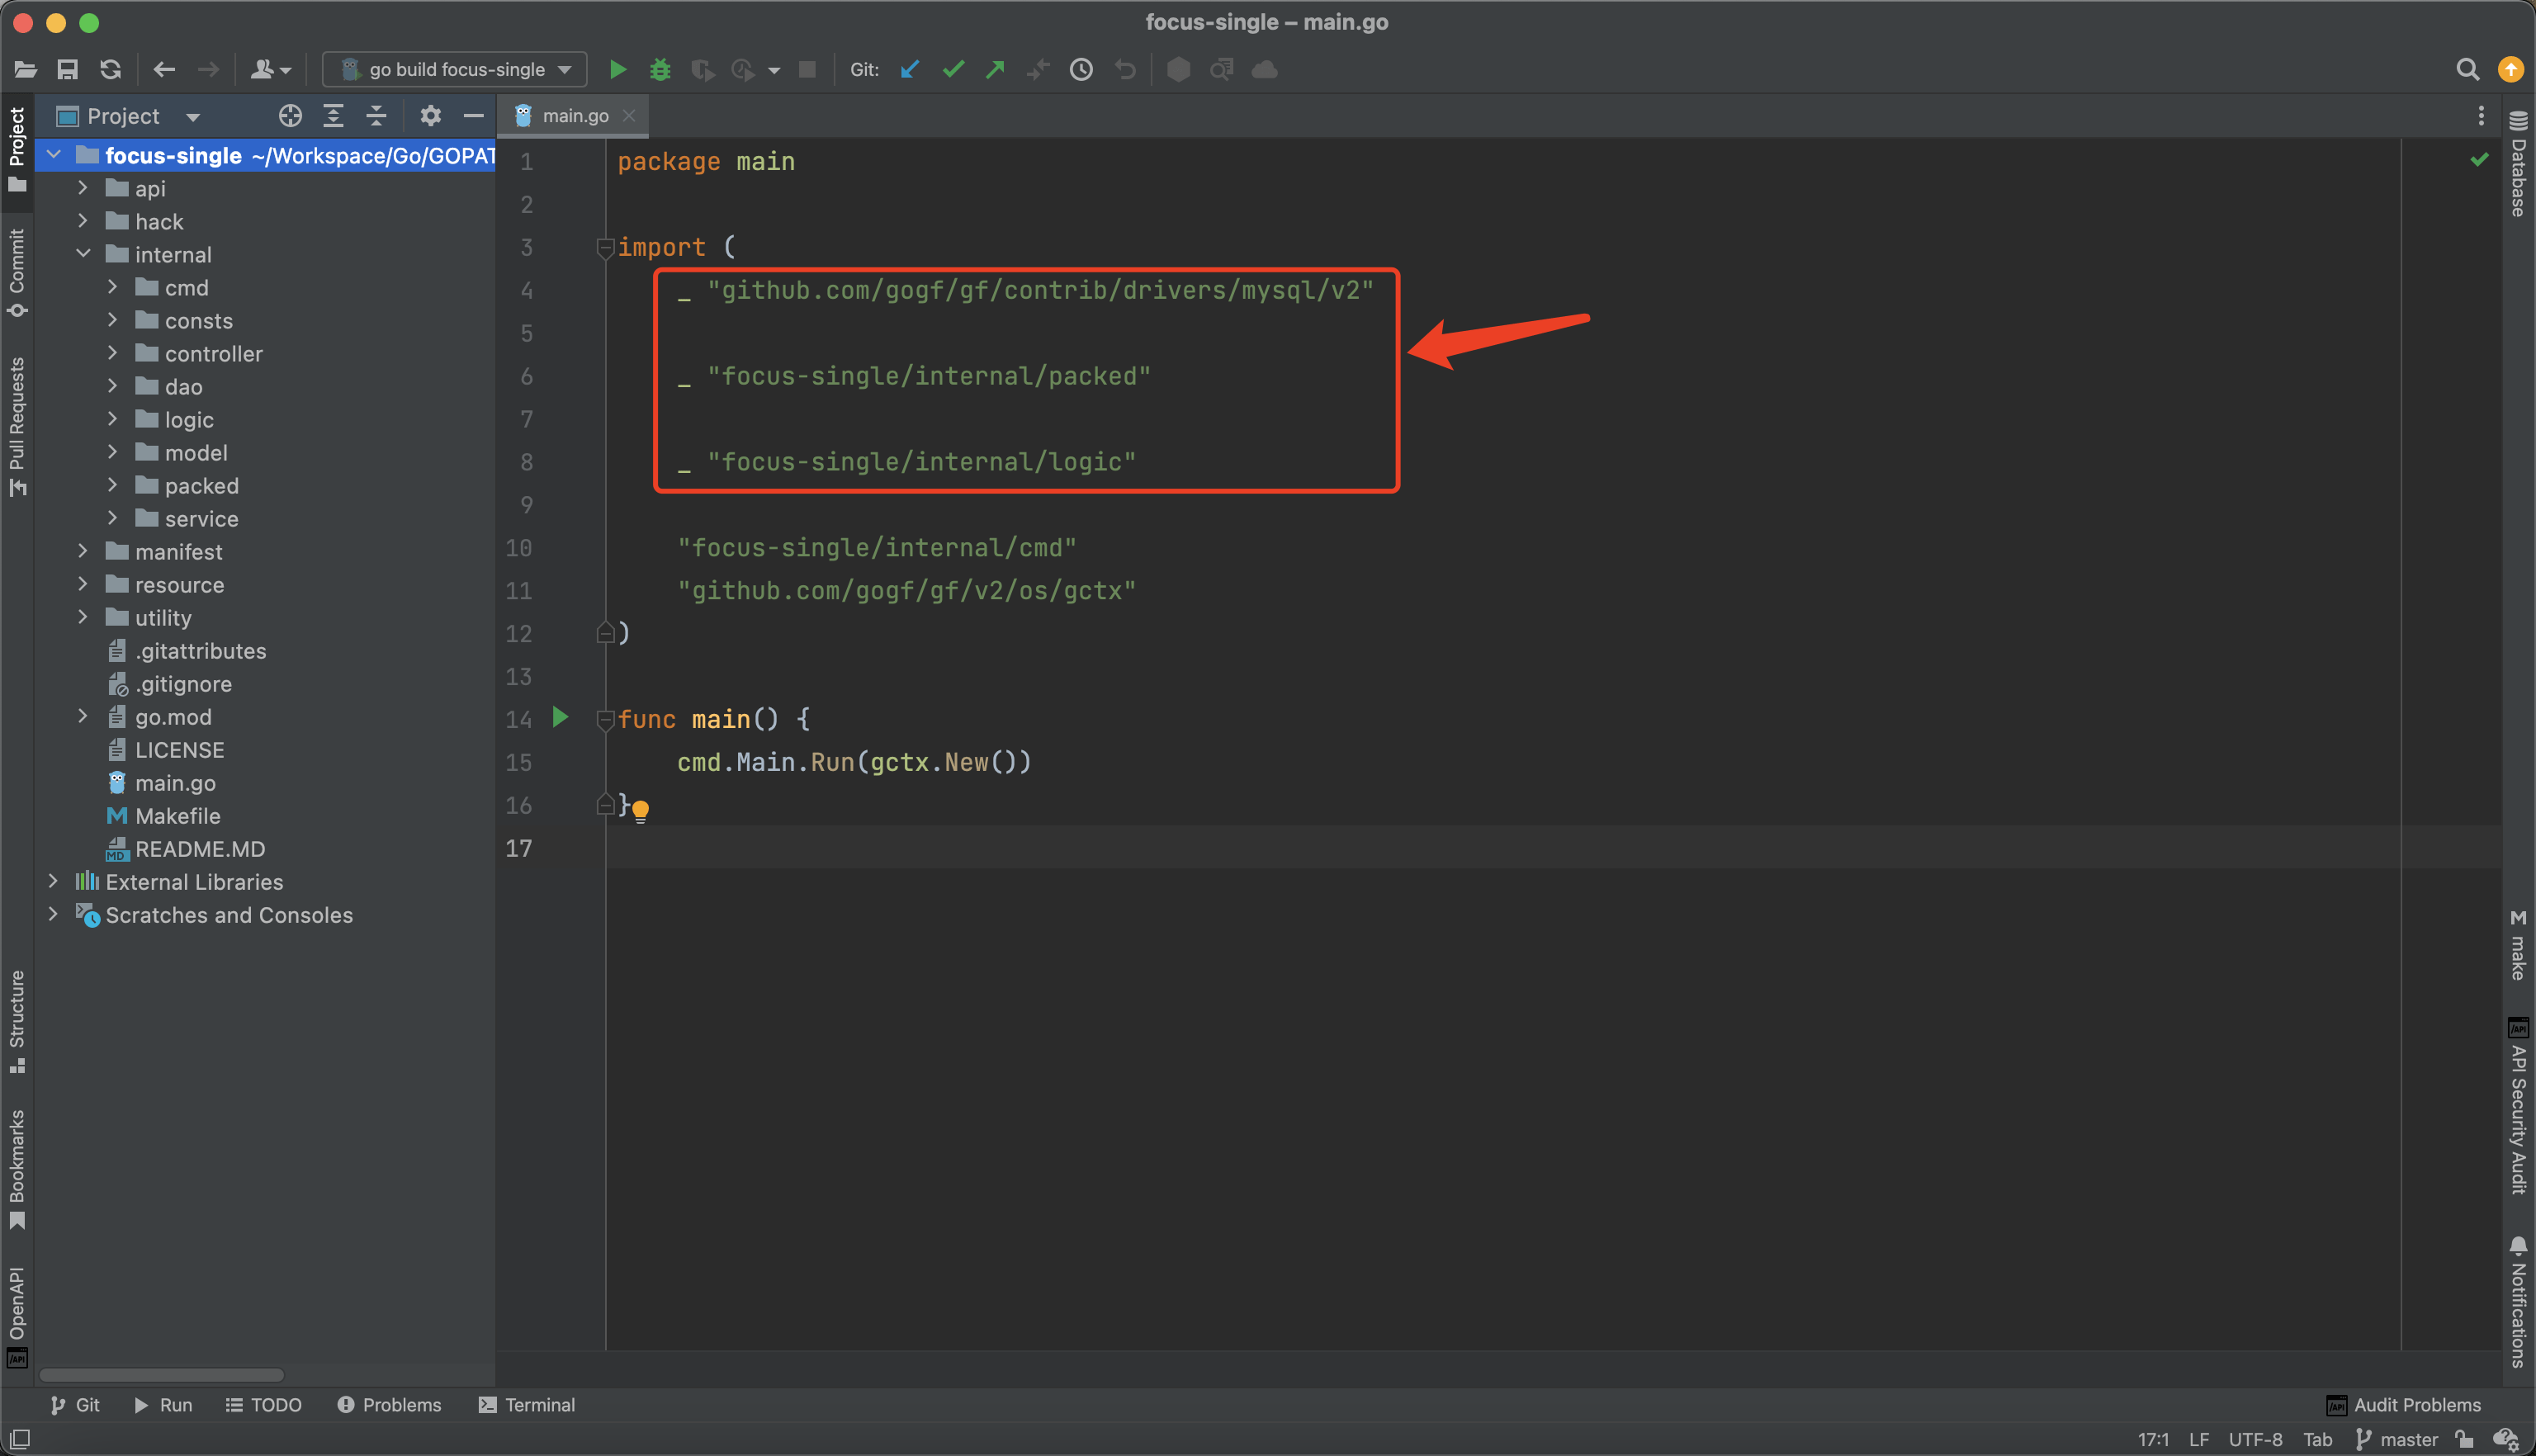 focus-single – main.go
go build focus-single
Git:
Project
main.go
Project
Commit
Pull Requests
Structure
Bookmarks
OpenAPI
focus-single ~/Workspace/Go/GOPAT
api
hack
internal
cmd
consts
controller
dao
logic
model
packed
service
manifest
resource
utility
.gitattributes
.gitignore
go.mod
LICENSE
main.go
Makefile
README.MD
External Libraries
Scratches and Consoles
1 package main
2
3 import (
4 _ "github.com/gogf/gf/contrib/drivers/mysql/v2"
5
6 _ "focus-single/internal/packed"
7
8 _ "focus-single/internal/logic"
9
10 "focus-single/internal/cmd"
11 "github.com/gogf/gf/v2/os/gctx"
12 )
13
14 func main() {
15 cmd.Main.Run(gctx.New())
16 }
17
Database
make
API Security Audit
Notifications
Git
Run
TODO
Problems
Terminal
Audit Problems
17:1 LF UTF-8 Tab master